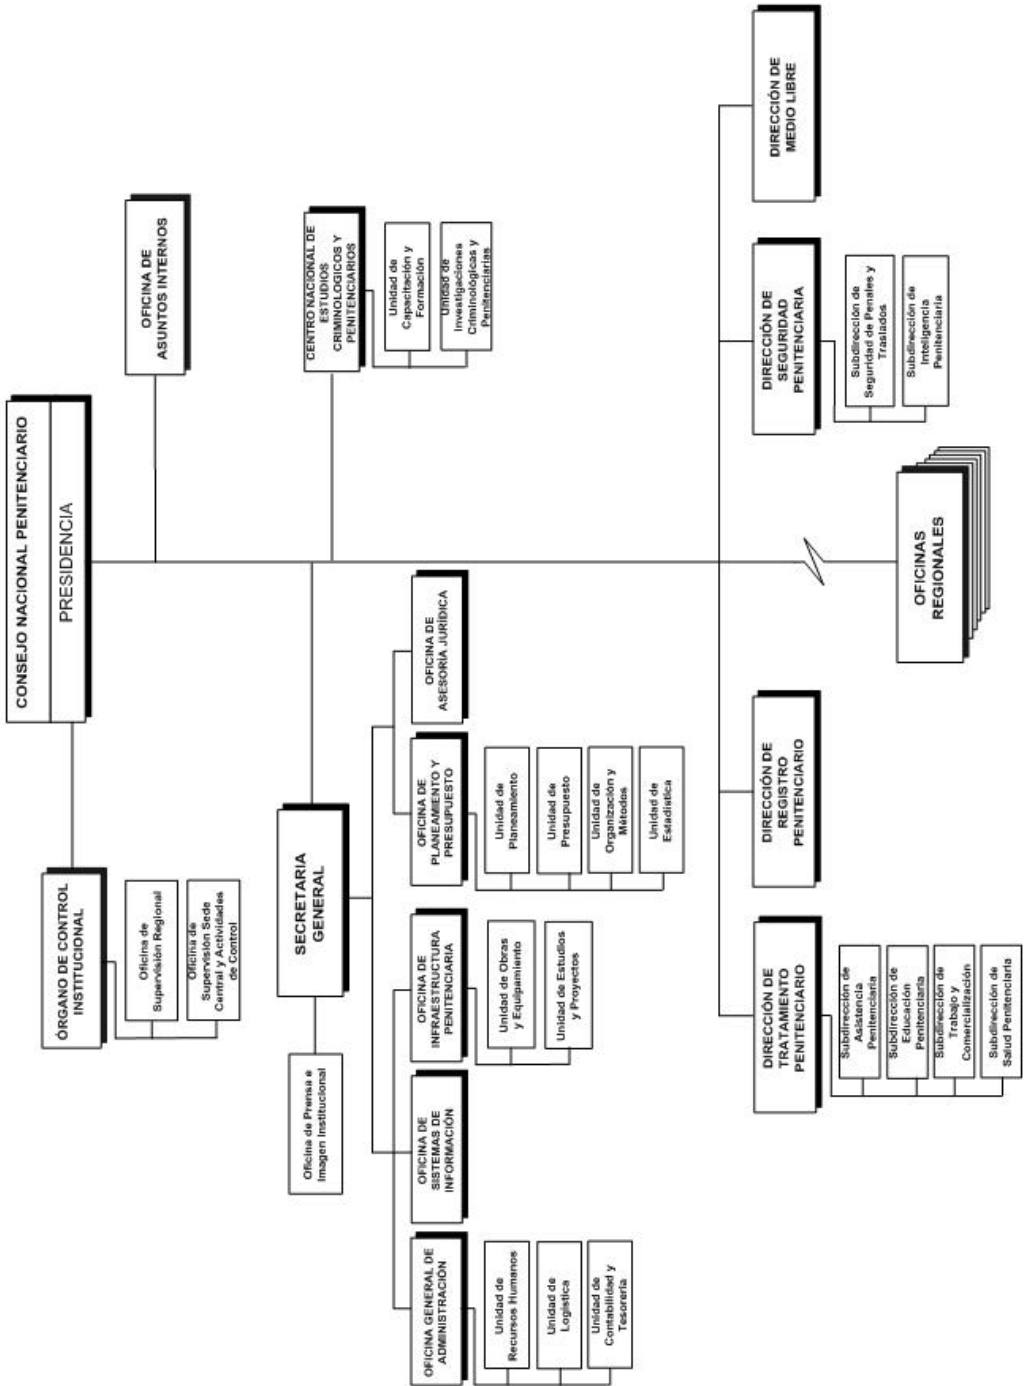 CONSEJO NACIONAL PENITENCIARIO
PRESIDENCIA
ÓRGANO DE CONTROL
INSTITUCIONAL
Oficina de
Supervisión Regional
Oficina de
Supervisión Sede
Central y Actividades
de Control
OFICINA DE
ASUNTOS INTERNOS
SECRETARIA
GENERAL
Oficina de Prensa e
Imagen Institucional
CENTRO NACIONAL DE
ESTUDIOS
CRIMINOLOGICOS Y
PENITENCIARIOS
Unidad de
Capacitación y
Formación
Unidad de
Investigaciones
Criminológicas y
Penitenciarias
OFICINA GENERAL DE
ADMINISTRACIÓN
Unidad de
Recursos Humanos
Unidad de
Logística
Unidad de
Contabilidad y
Tesorería
OFICINA DE
SISTEMAS DE
INFORMACIÓN
OFICINA DE
INFRAESTRUCTURA
PENITENCIARIA
Unidad de Obras
y Equipamiento
Unidad de Estudios
y Proyectos
OFICINA DE
PLANEAMIENTO Y
PRESUPUESTO
Unidad de
Planeamiento
Unidad de
Presupuesto
Unidad de
Organización y
Métodos
Unidad de
Estadística
OFICINA DE
ASESORÍA JURÍDICA
DIRECCIÓN DE
TRATAMIENTO
PENITENCIARIO
Subdirección de
Asistencia
Penitenciaria
Subdirección de
Educación
Penitenciaria
Subdirección de
Trabajo y
Comercialización
Subdirección de
Salud Penitenciaria
DIRECCIÓN DE
REGISTRO
PENITENCIARIO
OFICINAS
REGIONALES
DIRECCIÓN DE
SEGURIDAD
PENITENCIARIA
Subdirección de
Seguridad de Penales y
Traslados
Subdirección de
Inteligencia
Penitenciaria
DIRECCIÓN DE
MEDIO LIBRE